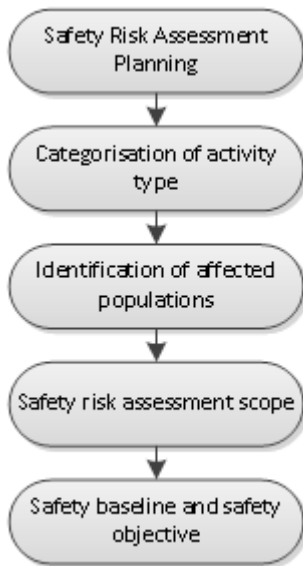 Safety Risk Assessment
Planning
Categorisation of activity
type
Identification of affected
populations
Safety risk assessment scope
Safety baseline and safety
objective